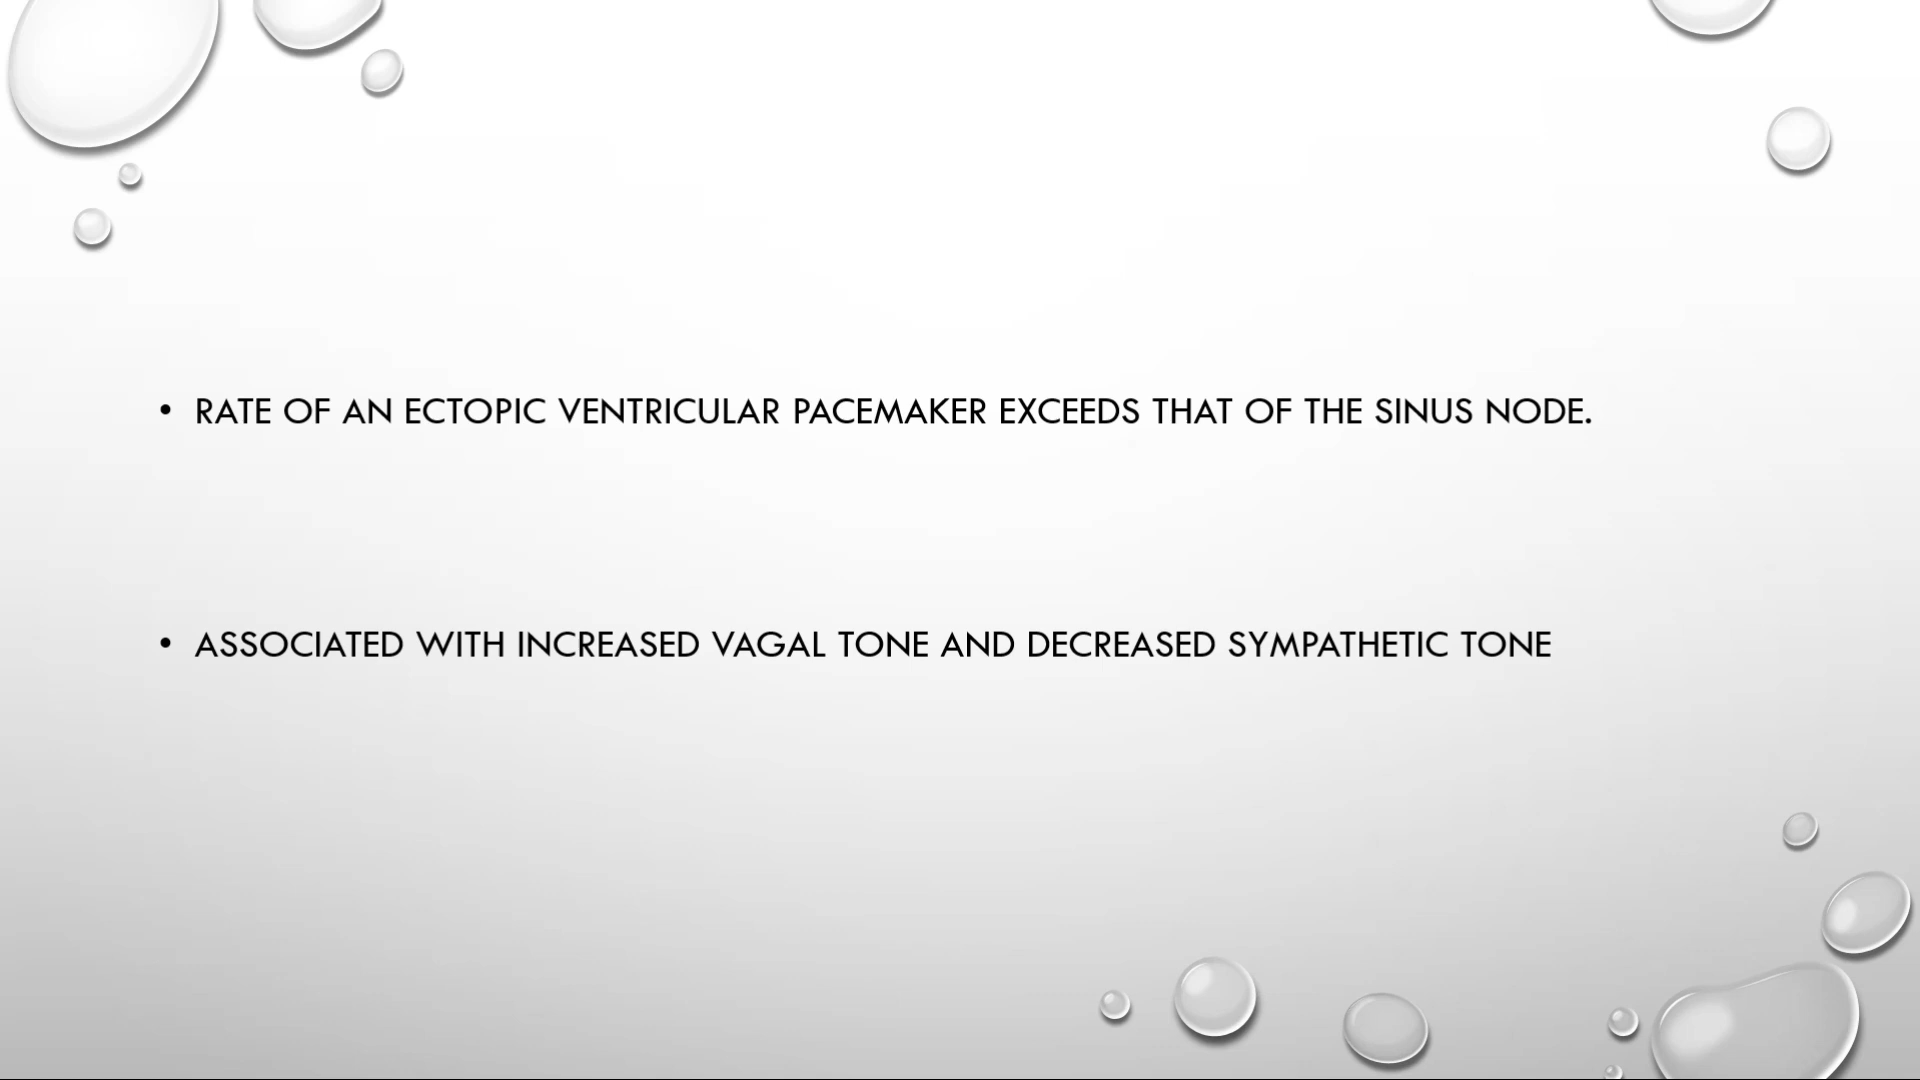 • RATE OF AN ECTOPIC VENTRICULAR PACEMAKER EXCEEDS THAT OF THE SINUS NODE.
• ASSOCIATED WITH INCREASED VAGAL TONE AND DECREASED SYMPATHETIC TONE